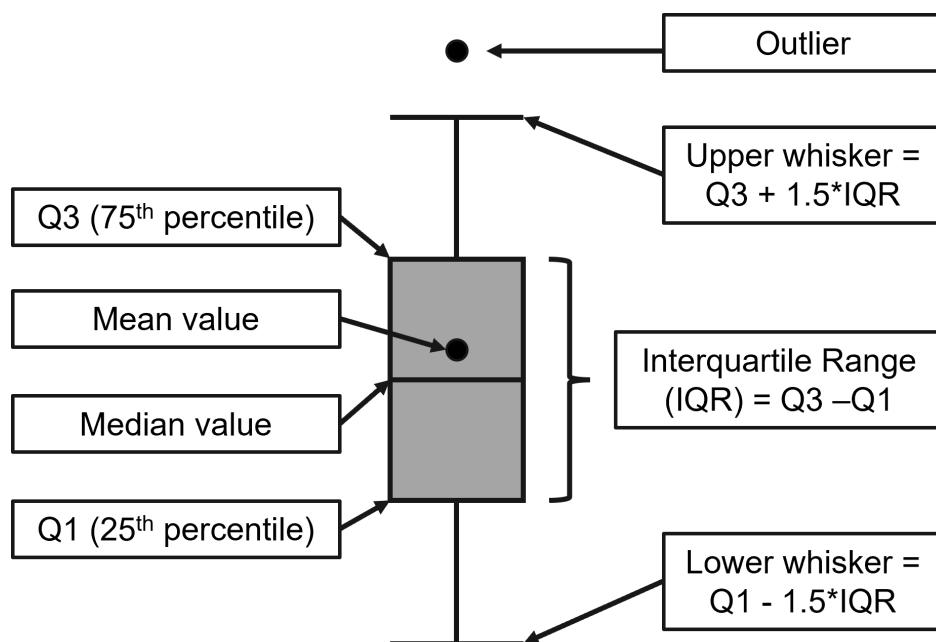 Outlier
Upper whisker =
Q3 + 1.5*IQR
Q3 (75th percentile)
Mean value
Interquartile Range
(IQR) = Q3 –Q1
Median value
Q1 (25th percentile)
Lower whisker =
Q1 - 1.5*IQR